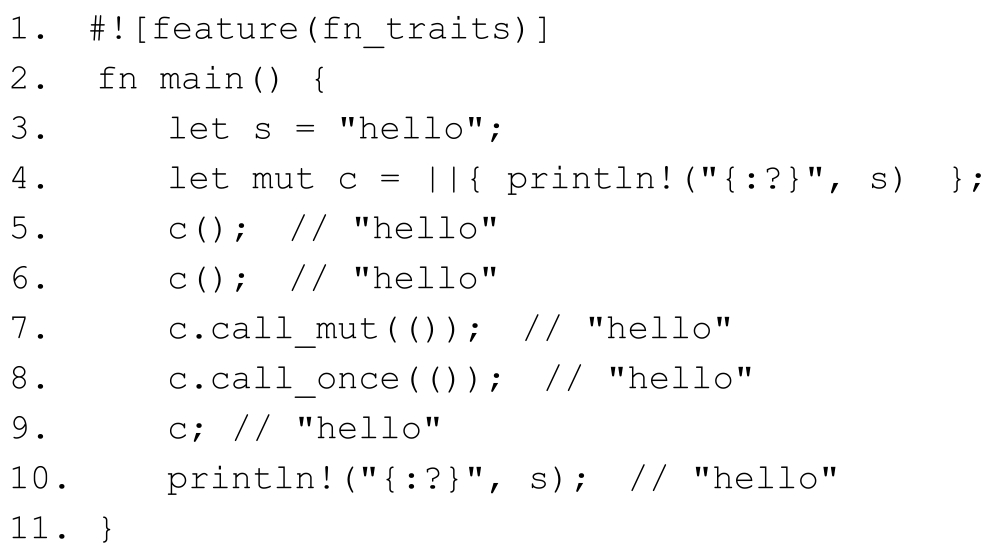 1. #![feature(fn_traits)]
2. fn main() {
3. let s = "hello";
4. let mut c = ||{ println!("{:?}", s) };
5. c(); // "hello"
6. c(); // "hello"
7. c.call_mut(()); // "hello"
8. c.call_once(()); // "hello"
9. c; // "hello"
10. println!("{:?}", s); // "hello"
11. }